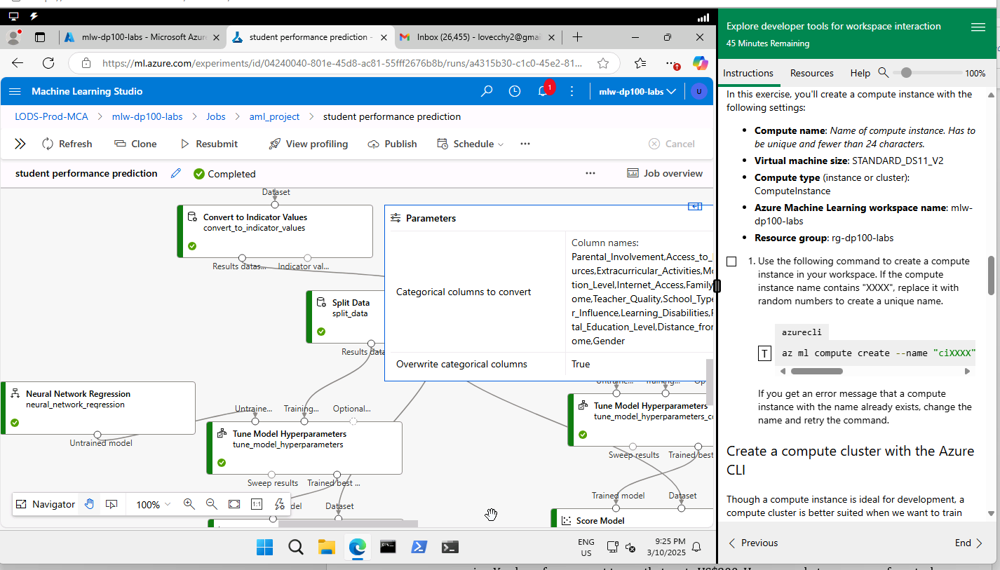 mlw-dp100-labs - Microsoft Azur
student performance prediction -
Inbox (26,455) - lovecchy2@gmai
https://ml.azure.com/experiments/id/04240040-801e-45d8-ac81-55fff2676b8b/runs/a4315b30-c1c0-45e2-81...
Machine Learning Studio
1
mlw-dp100-labs
U
LODS-Prod-MCA > mlw-dp100-labs > Jobs > aml_project > student performance prediction
Refresh Clone Resubmit View profiling Publish Schedule ... Cancel
student performance prediction Completed ... Job overview
Dataset
Convert to Indicator Values
convert_to_indicator_values
Results datas... Indicator val...
Split Data
split_data
Results data
Parameters
Categorical columns to convert
Column names:
Parental_Involvement,Access_to_
urces,Extracurricular_Activities,Mo
tion_Level,Internet_Access,Family
ome,Teacher_Quality,School_Type
r_Influence,Learning_Disabilities,P
tal_Education_Level,Distance_fron
ome,Gender
Overwrite categorical columns True
Neural Network Regression
neural_network_regression
Untrained model
Untraine... Training... Optional...
Tune Model Hyperparameters
tune_model_hyperparameters
Sweep results Trained best ...
Tune Model Hyperparameters
tune_model_hyperparameters_co
Sweep results Trained best
Navigator 100%
del Dataset
Trained model Dataset
Score Model
ENG
US
9:25 PM
3/10/2025
Explore developer tools for workspace interaction
45 Minutes Remaining
Instructions Resources Help 100%
In this exercise, you'll create a compute instance with the
following settings:
• Compute name: Name of compute instance. Has to
be unique and fewer than 24 characters.
• Virtual machine size: STANDARD_DS11_V2
• Compute type (instance or cluster):
ComputeInstance
• Azure Machine Learning workspace name: mlw-
dp100-labs
• Resource group: rg-dp100-labs
1. Use the following command to create a compute
instance in your workspace. If the compute
instance name contains "XXXX", replace it with
random numbers to create a unique name.
azurecli
T
az ml compute create --name "ciXXXX"
If you get an error message that a compute
instance with the name already exists, change the
name and retry the command.
Create a compute cluster with the Azure
CLI
Though a compute instance is ideal for development, a
compute cluster is better suited when we want to train
Previous End